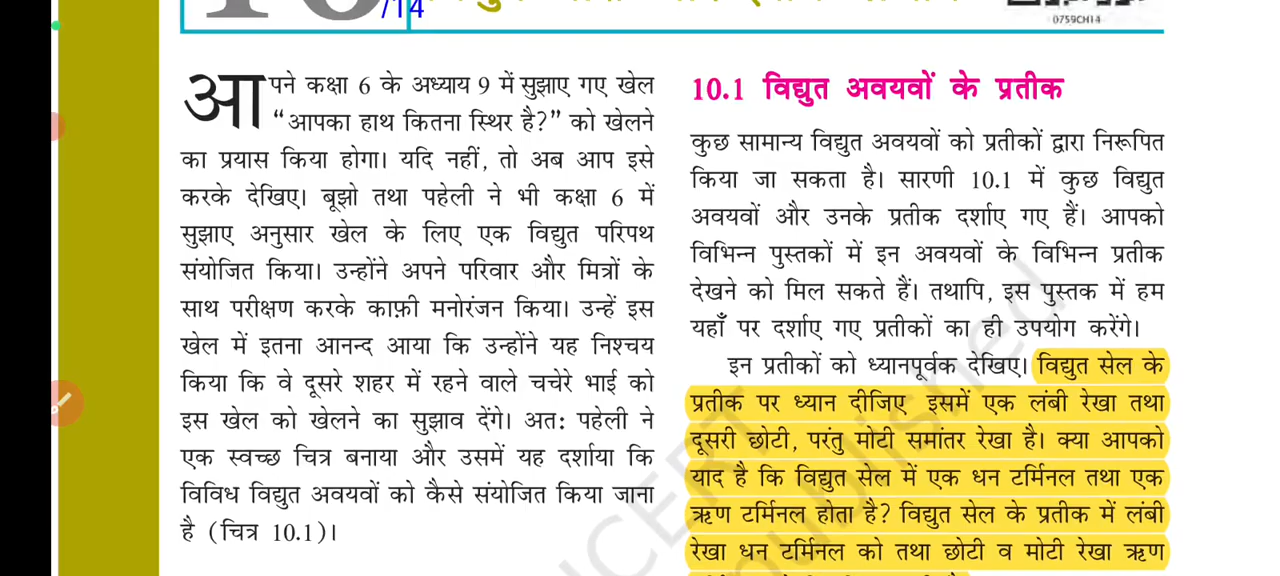 /14
0759CH14
आपने कक्षा 6 के अध्याय 9 में सुझाए गए खेल
“आपका हाथ कितना स्थिर है?” को खेलने
का प्रयास किया होगा। यदि नहीं, तो अब आप इसे
करके देखिए। बूझो तथा पहेली ने भी कक्षा 6 में
सुझाए अनुसार खेल के लिए एक विद्युत परिपथ
संयोजित किया। उन्होंने अपने परिवार और मित्रों के
साथ परीक्षण करके काफ़ी मनोरंजन किया। उन्हें इस
खेल में इतना आनन्द आया कि उन्होंने यह निश्चय
किया कि वे दूसरे शहर में रहने वाले चचेरे भाई को
इस खेल को खेलने का सुझाव देंगे। अतः पहेली ने
एक स्वच्छ चित्र बनाया और उसमें यह दर्शाया कि
विविध विद्युत अवयवों को कैसे संयोजित किया जाना
है (चित्र 10.1)।
10.1 विद्युत अवयवों के प्रतीक
कुछ सामान्य विद्युत अवयवों को प्रतीकों द्वारा निरूपित
किया जा सकता है। सारणी 10.1 में कुछ विद्युत
अवयवों और उनके प्रतीक दर्शाए गए हैं। आपको
विभिन्न पुस्तकों में इन अवयवों के विभिन्न प्रतीक
देखने को मिल सकते हैं। तथापि, इस पुस्तक में हम
यहाँ पर दर्शाए गए प्रतीकों का ही उपयोग करेंगे।
इन प्रतीकों को ध्यानपूर्वक देखिए। विद्युत सेल के
प्रतीक पर ध्यान दीजिए इसमें एक लंबी रेखा तथा
दूसरी छोटी, परंतु मोटी समांतर रेखा है। क्या आपको
याद है कि विद्युत सेल में एक धन टर्मिनल तथा एक
ऋण टर्मिनल होता है? विद्युत सेल के प्रतीक में लंबी
रेखा धन टर्मिनल को तथा छोटी व मोटी रेखा ऋण
NCERT
published